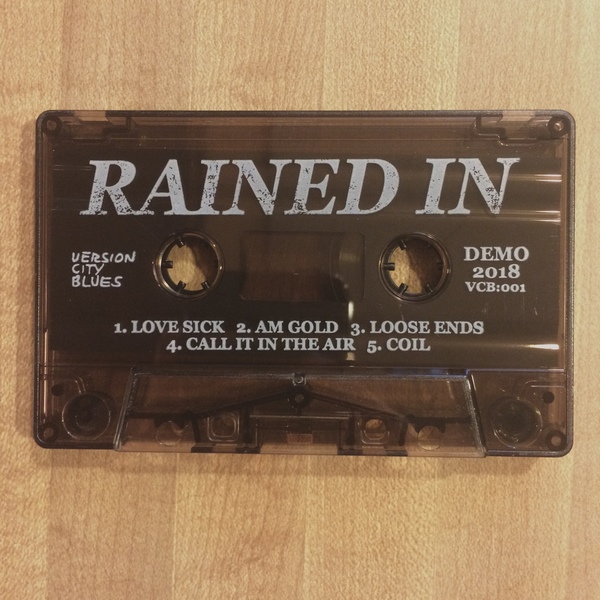 RAINED IN
VERSION
CITY
BLUES
DEMO
2018
VCB:001
1. LOVE SICK 2. AM GOLD 3. LOOSE ENDS
4. CALL IT IN THE AIR 5. COIL